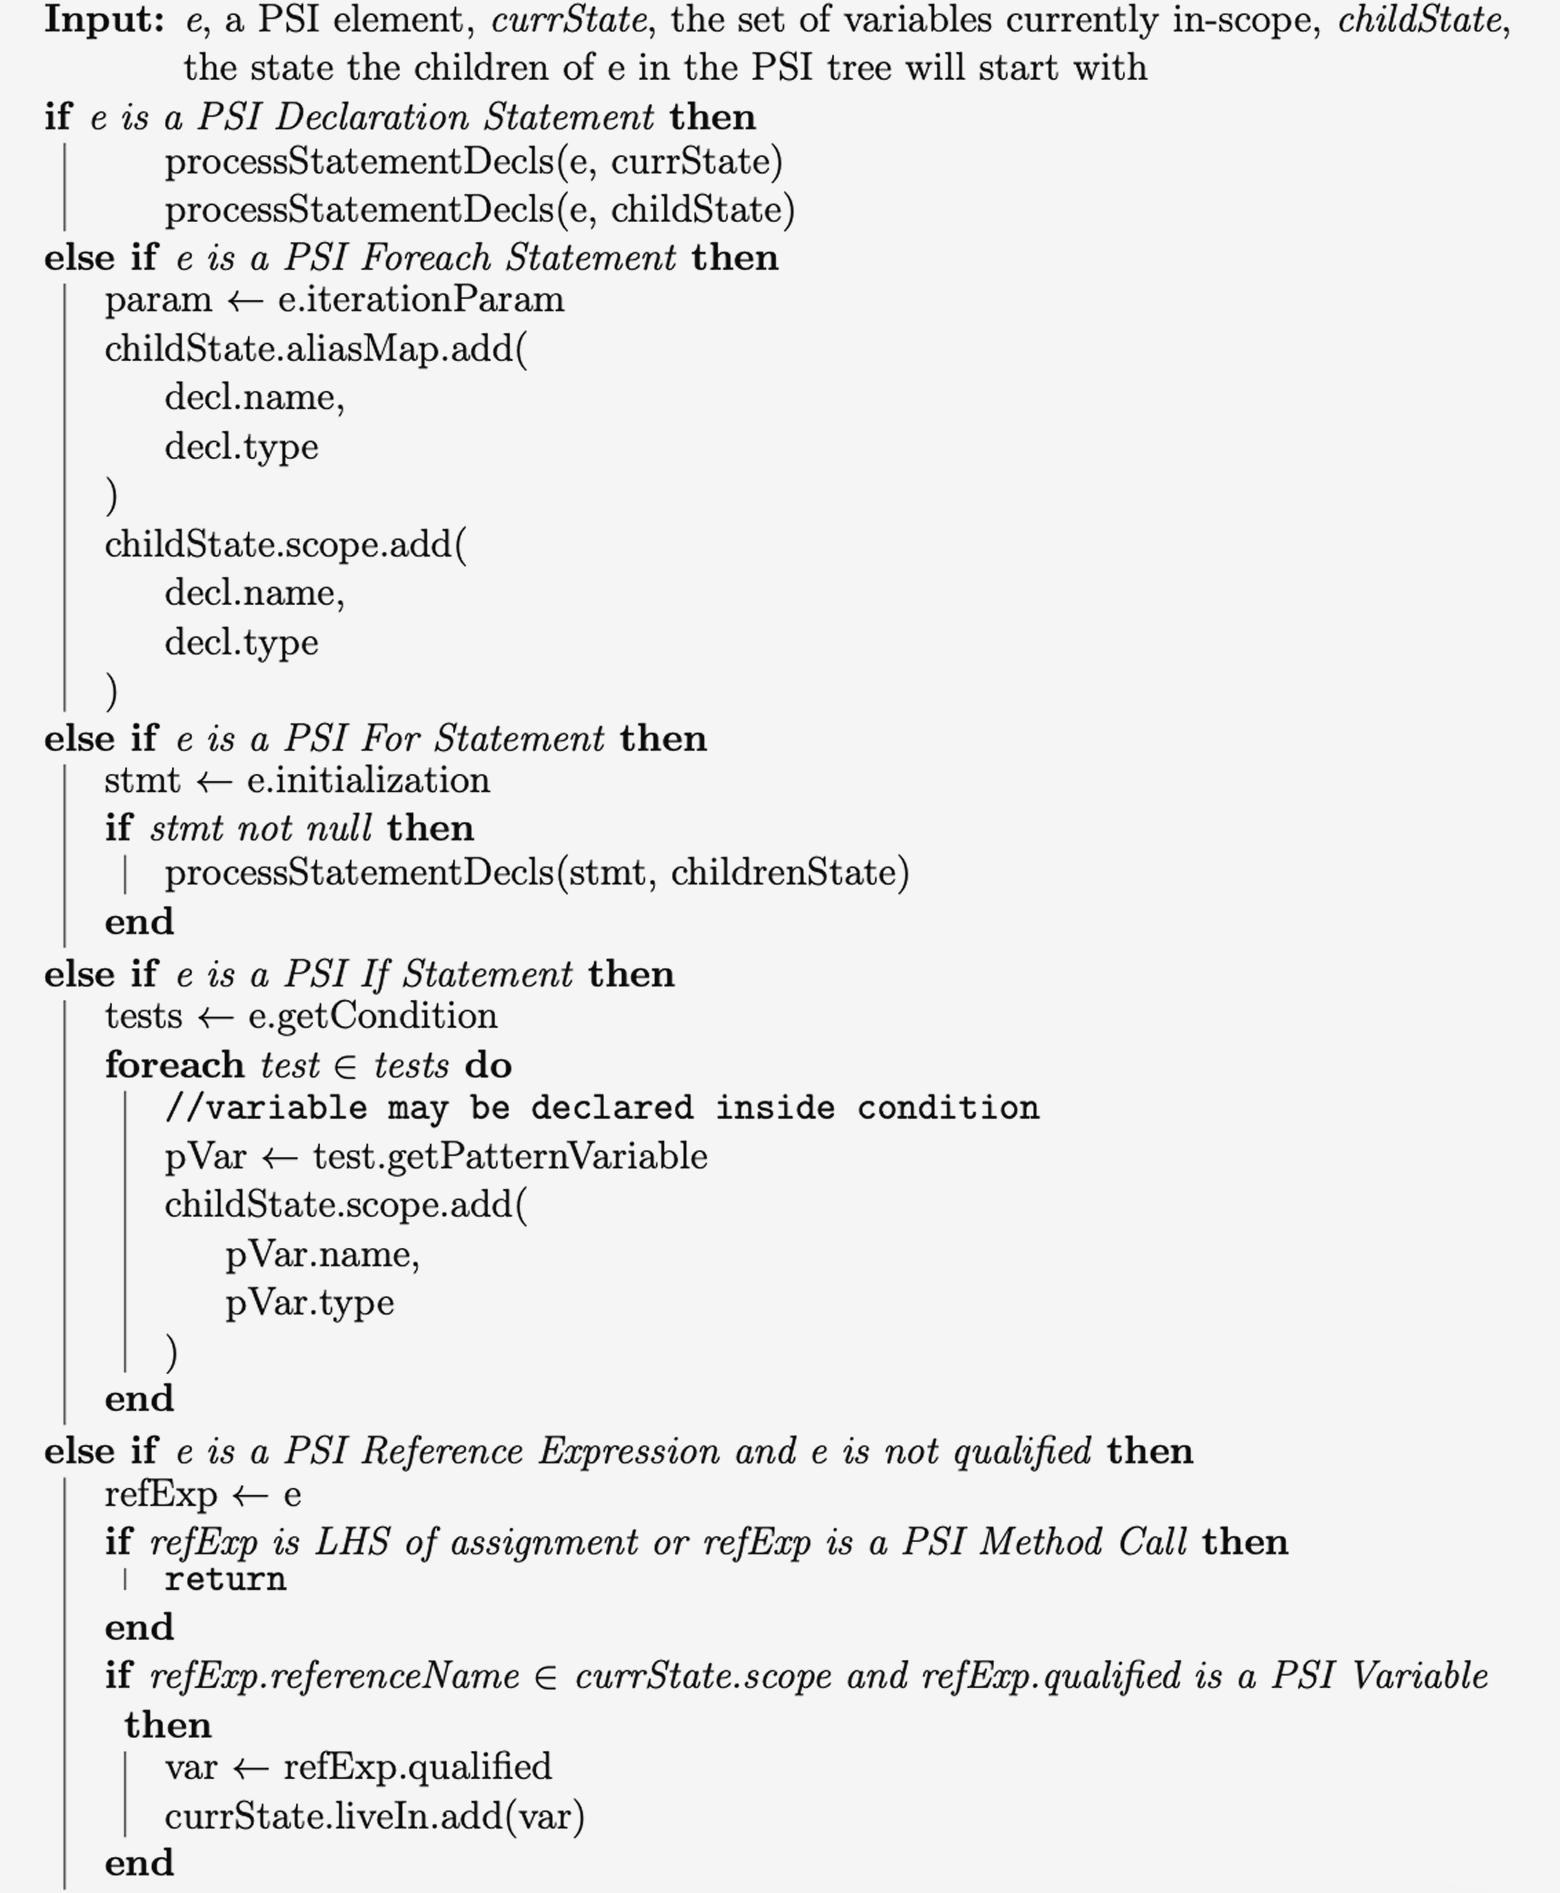 Input: e, a PSI element, currState, the set of variables currently in-scope, childState,
the state the children of e in the PSI tree will start with
if e is a PSI Declaration Statement then
processStatementDecls(e, currState)
processStatementDecls(e, childState)
else if e is a PSI Foreach Statement then
param ← e.iterationParam
childState.aliasMap.add(
decl.name,
decl.type
)
childState.scope.add(
decl.name,
decl.type
)
else if e is a PSI For Statement then
stmt ← e.initialization
if stmt not null then
processStatementDecls(stmt, childrenState)
end
else if e is a PSI If Statement then
tests ← e.getCondition
foreach test ∈ tests do
//variable may be declared inside condition
pVar ← test.getPatternVariable
childState.scope.add(
pVar.name,
pVar.type
)
end
else if e is a PSI Reference Expression and e is not qualified then
refExp ← e
if refExp is LHS of assignment or refExp is a PSI Method Call then
return
end
if refExp.referenceName ∈ currState.scope and refExp.qualified is a PSI Variable
then
var ← refExp.qualified
currState.liveIn.add(var)
end